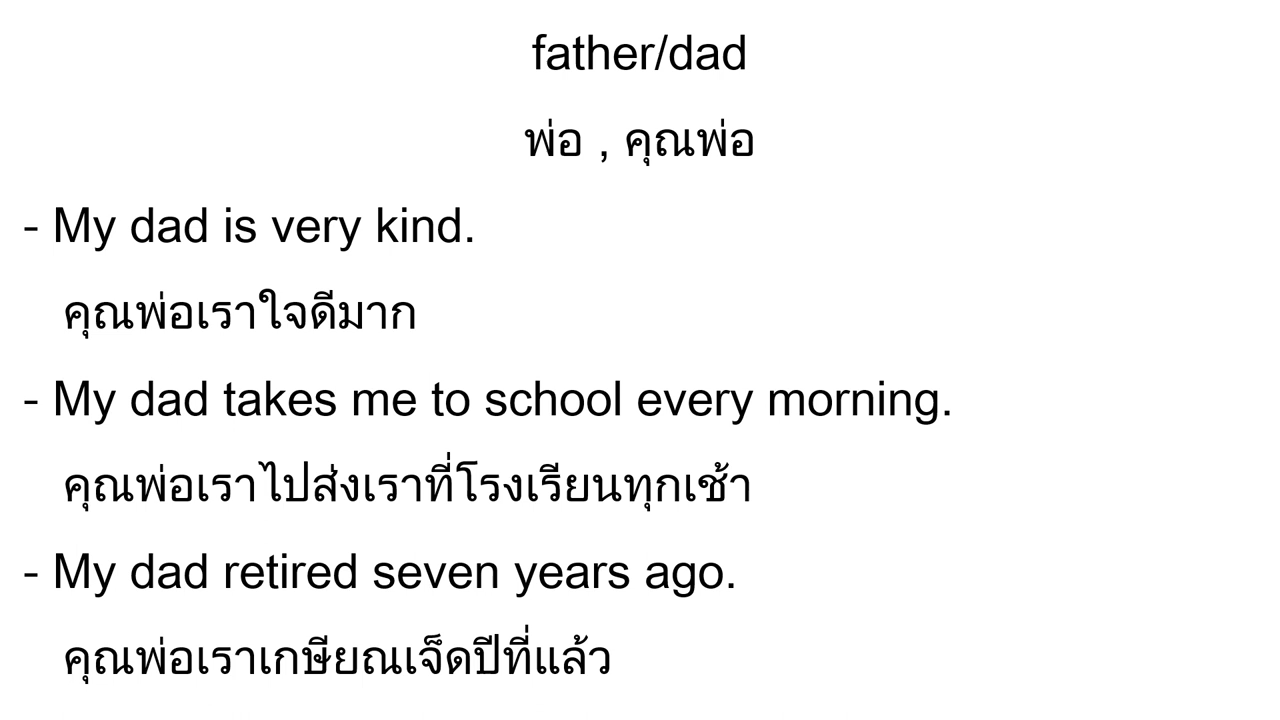 father/dad
พ่อ , คุณพ่อ
- My dad is very kind.
คุณพ่อเราใจดีมาก
- My dad takes me to school every morning.
คุณพ่อเราไปส่งเราที่โรงเรียนทุกเช้า
- My dad retired seven years ago.
คุณพ่อเราเกษียณเจ็ดปีที่แล้ว